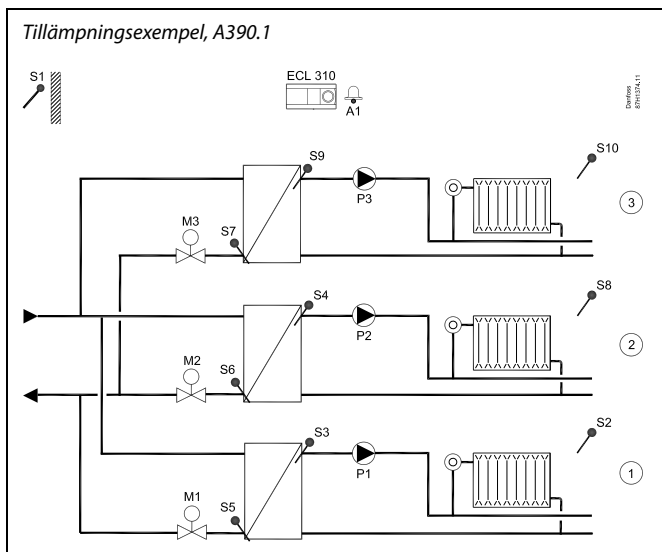 Tillämpningsexempel, A390.1
S1
ECL 310
A1
Danfoss
87H1374.11
S9
S10
P3
3
M3
S7
S4
S8
P2
2
M2
S6
S3
S2
P1
1
M1
S5